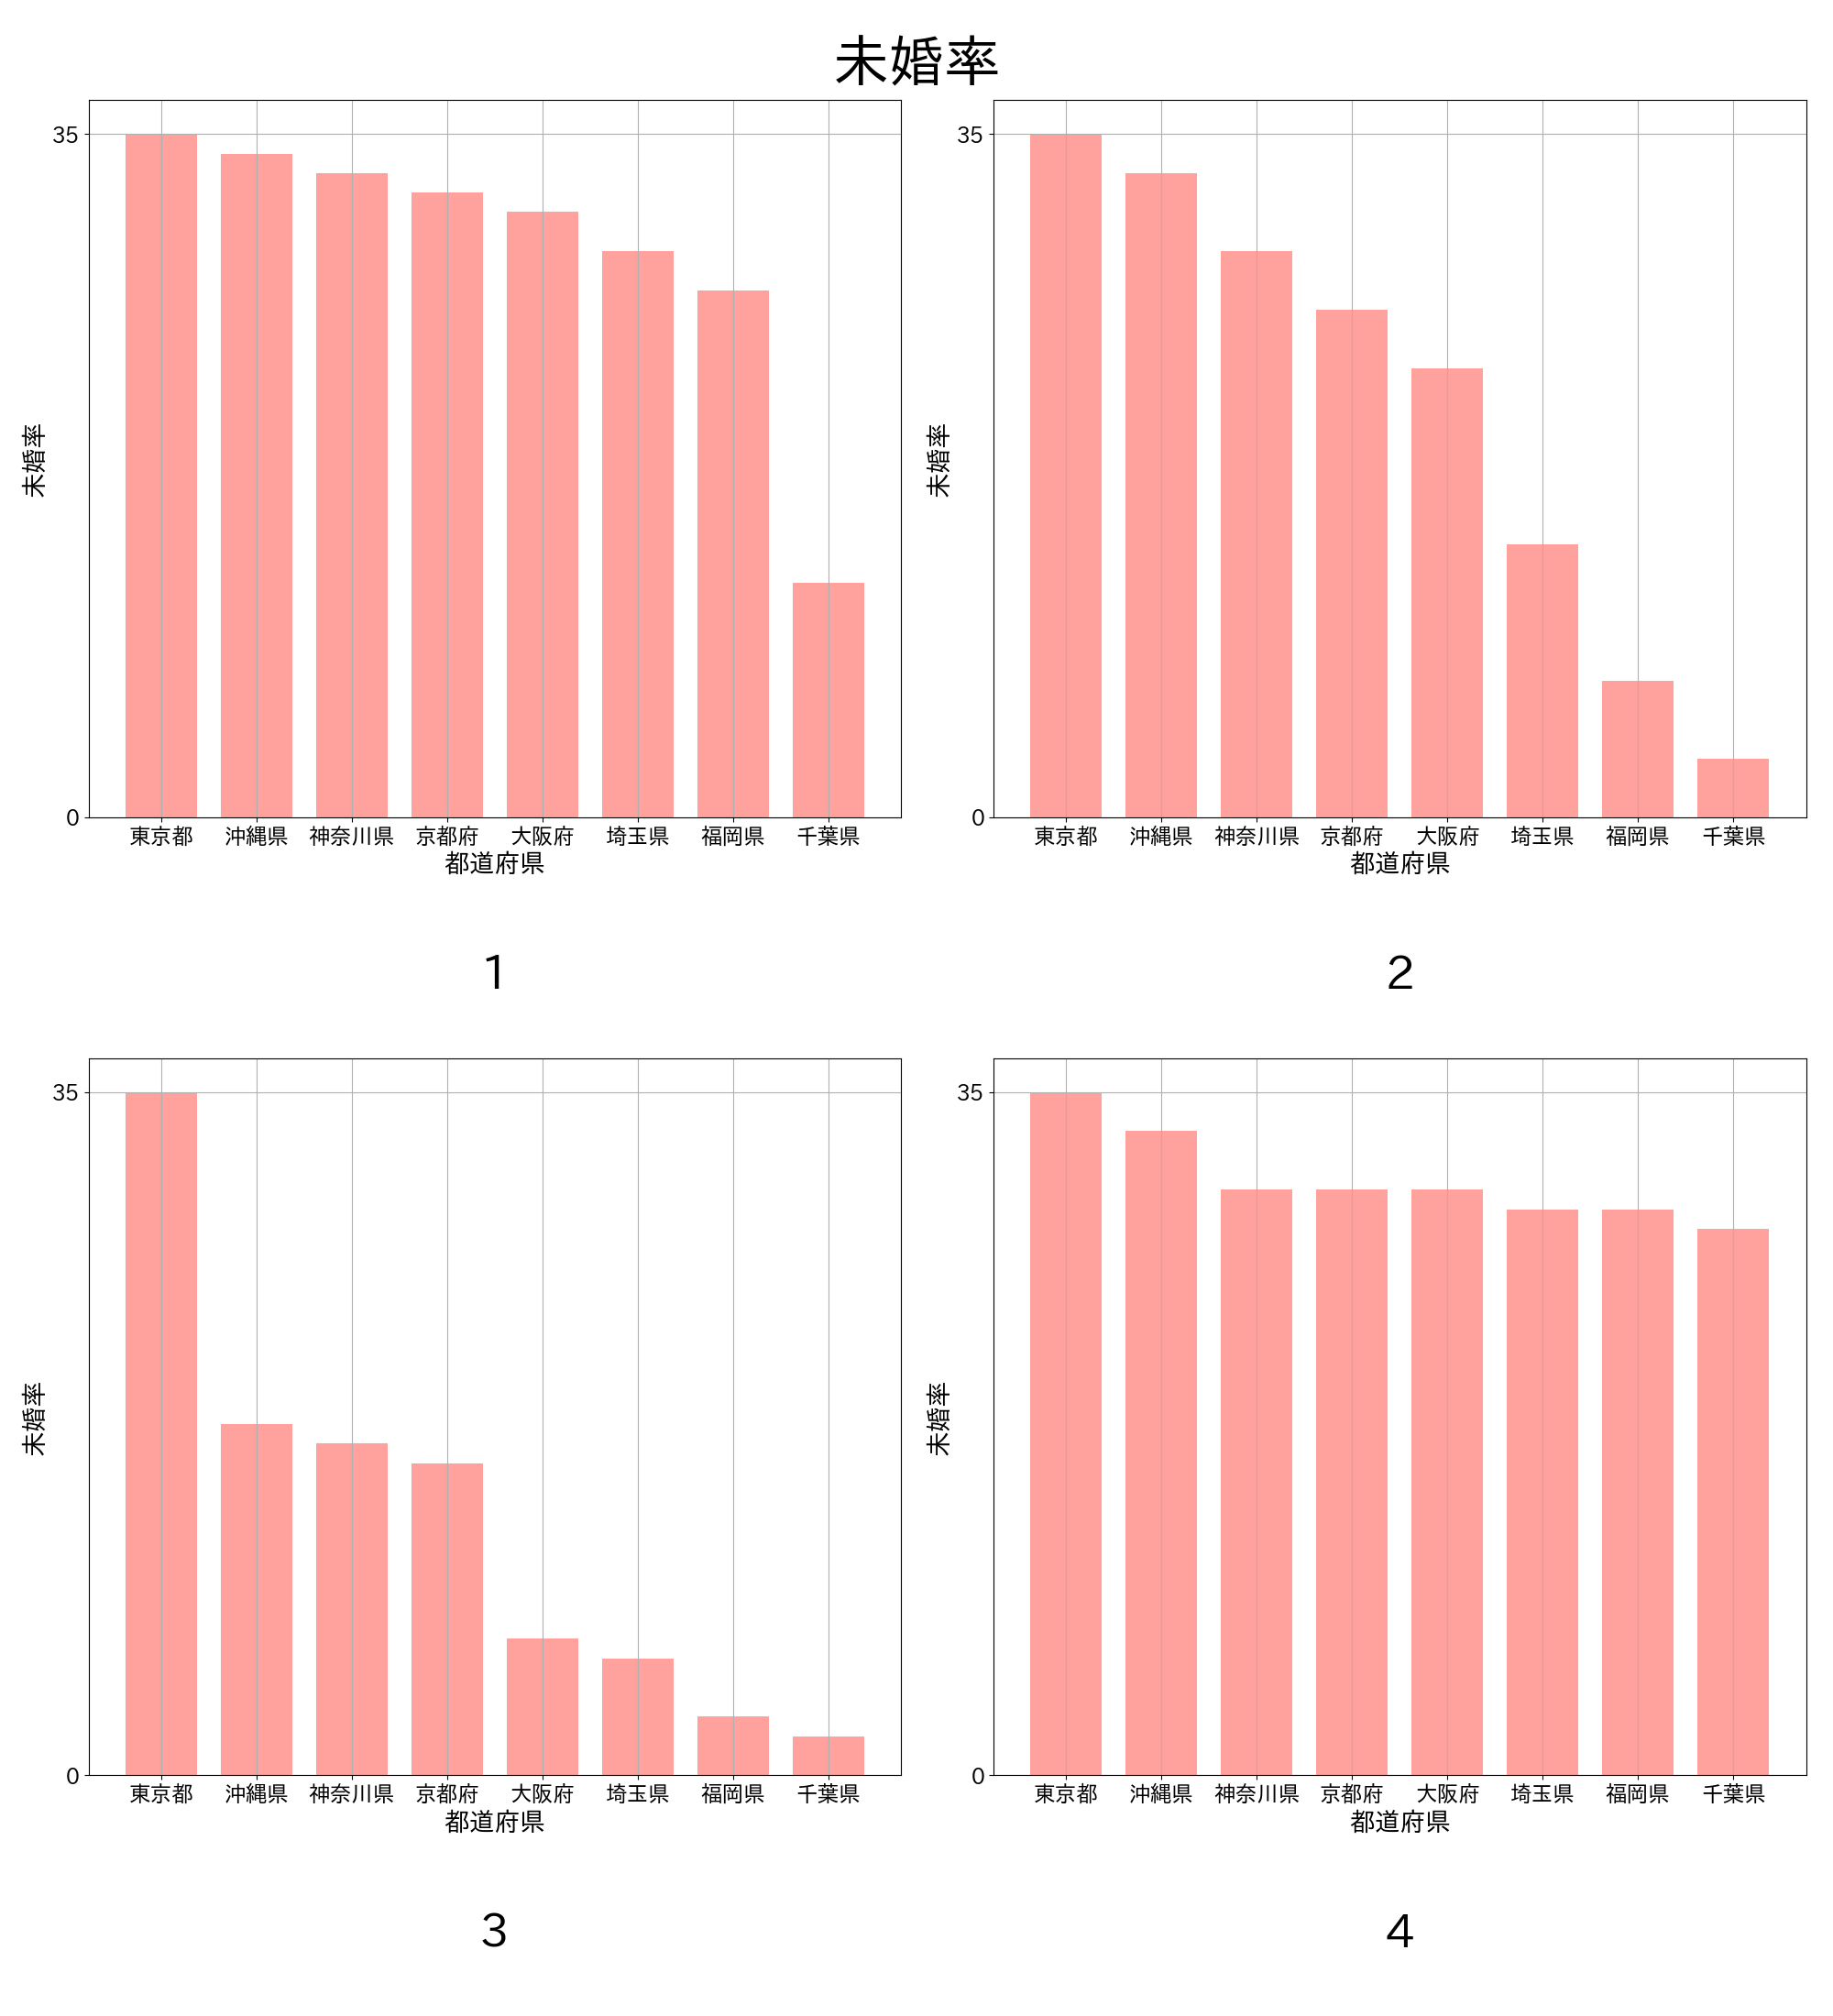 未婚率
35
0
未婚率
東京都 沖縄県 神奈川県 京都府 大阪府 埼玉県 福岡県 千葉県
都道府県
1
35
0
未婚率
東京都 沖縄県 神奈川県 京都府 大阪府 埼玉県 福岡県 千葉県
都道府県
2
35
0
未婚率
東京都 沖縄県 神奈川県 京都府 大阪府 埼玉県 福岡県 千葉県
都道府県
3
35
0
未婚率
東京都 沖縄県 神奈川県 京都府 大阪府 埼玉県 福岡県 千葉県
都道府県
4